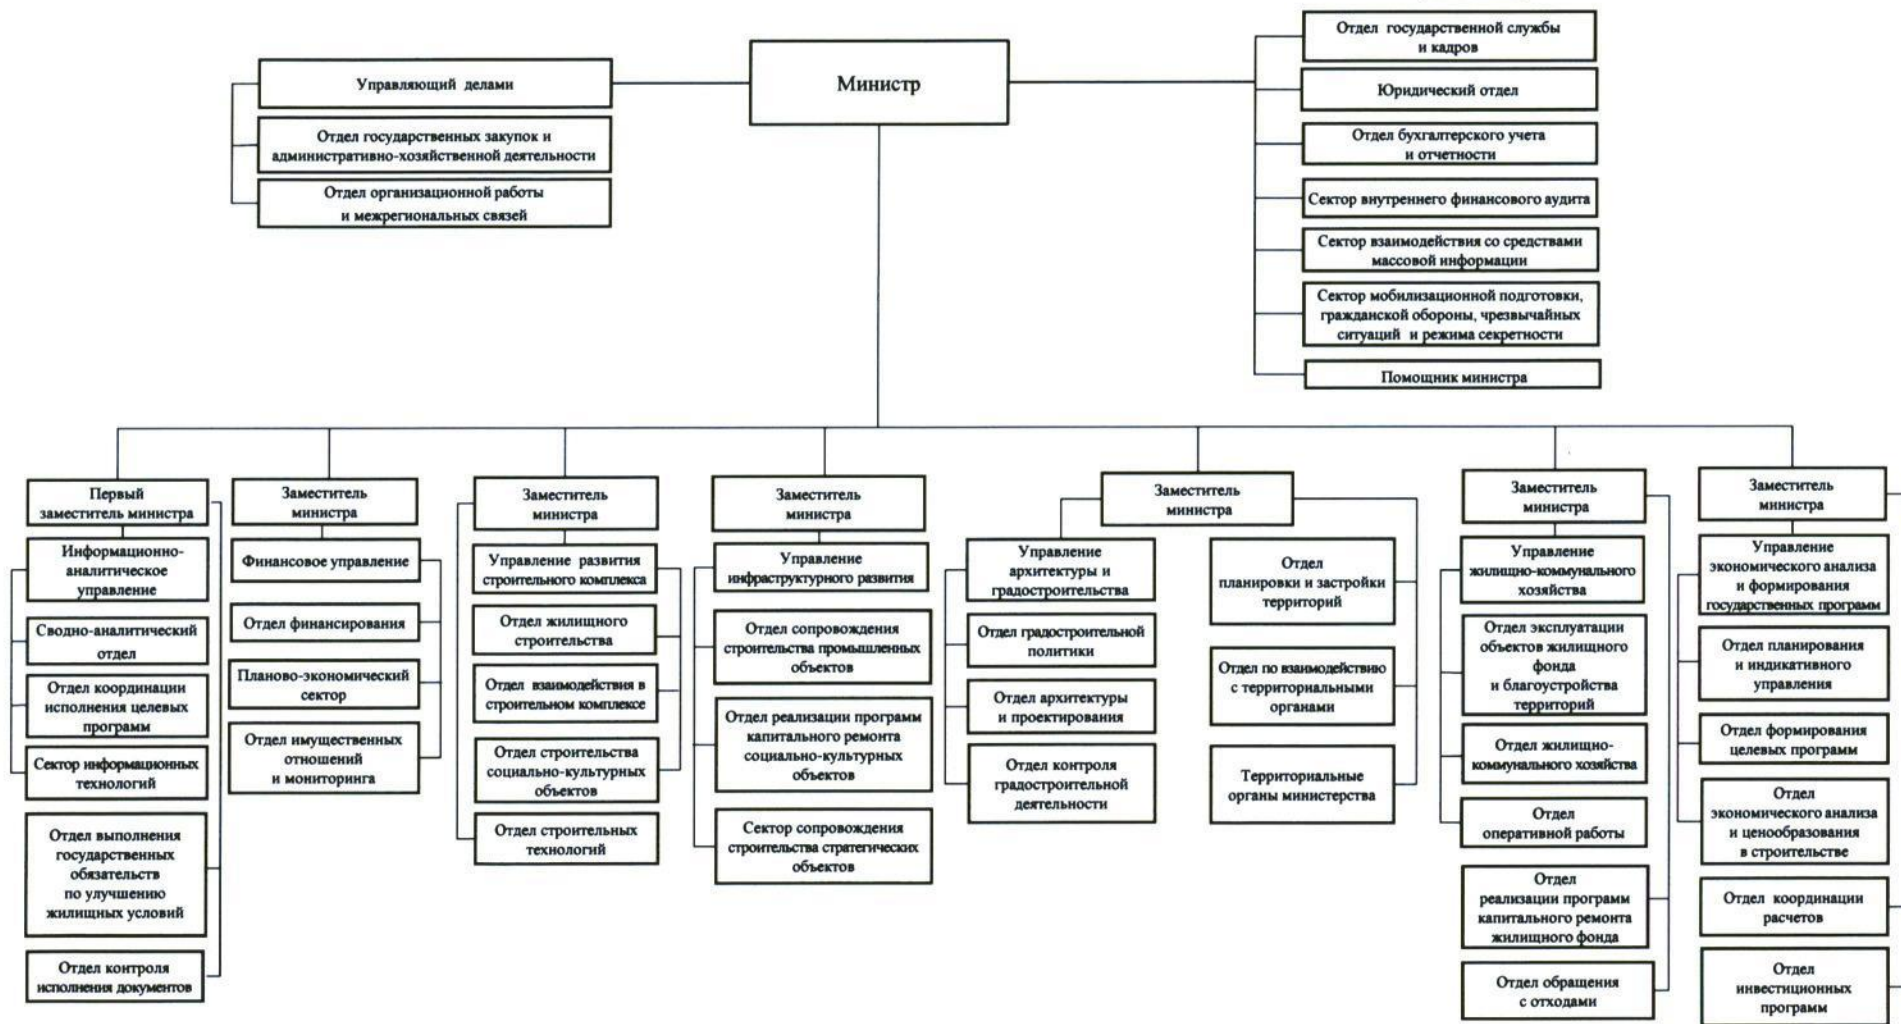 Министр
Управляющий делами
Отдел государственных закупок и
административно-хозяйственной деятельности
Отдел организационной работы
и межрегиональных связей
Отдел государственной службы
и кадров
Юридический отдел
Отдел бухгалтерского учета
и отчетности
Сектор внутреннего финансового аудита
Сектор взаимодействия со средствами
массовой информации
Сектор мобилизационной подготовки,
гражданской обороны, чрезвычайных
ситуаций и режима секретности
Помощник министра
Первый
заместитель министра
Информационно-
аналитическое
управление
Сводно-аналитический
отдел
Отдел координации
исполнения целевых
программ
Сектор информационных
технологий
Отдел выполнения
государственных
обязательств
по улучшению
жилищных условий
Отдел контроля
исполнения документов
Заместитель
министра
Финансовое управление
Отдел финансирования
Планово-экономический
сектор
Отдел имущественных
отношений
и мониторинга
Заместитель
министра
Управление развития
строительного комплекса
Отдел жилищного
строительства
Отдел взаимодействия в
строительном комплексе
Отдел строительства
социально-культурных
объектов
Отдел строительных
технологий
Заместитель
министра
Управление
инфраструктурного развития
Отдел сопровождения
строительства промышленных
объектов
Отдел реализации программ
капитального ремонта
социально-культурных
объектов
Сектор сопровождения
строительства стратегических
объектов
Заместитель
министра
Управление
архитектуры и
градостроительства
Отдел градостроительной
политики
Отдел архитектуры
и проектирования
Отдел контроля
градостроительной
деятельности
Отдел
планировки и застройки
территорий
Отдел по взаимодействию
с территориальными
органами
Территориальные
органы министерства
Заместитель
министра
Управление
жилищно-коммунального
хозяйства
Отдел эксплуатации
объектов жилищного
фонда
и благоустройства
территорий
Отдел жилищно-
коммунального хозяйства
Отдел
оперативной работы
Отдел
реализации программ
капитального ремонта
жилищного фонда
Отдел обращения
с отходами
Заместитель
министра
Управление
экономического анализа
и формирования
государственных программ
Отдел планирования
и индикативного
управления
Отдел формирования
целевых программ
Отдел
экономического анализа
и ценообразования
в строительстве
Отдел координации
расчетов
Отдел
инвестиционных
программ